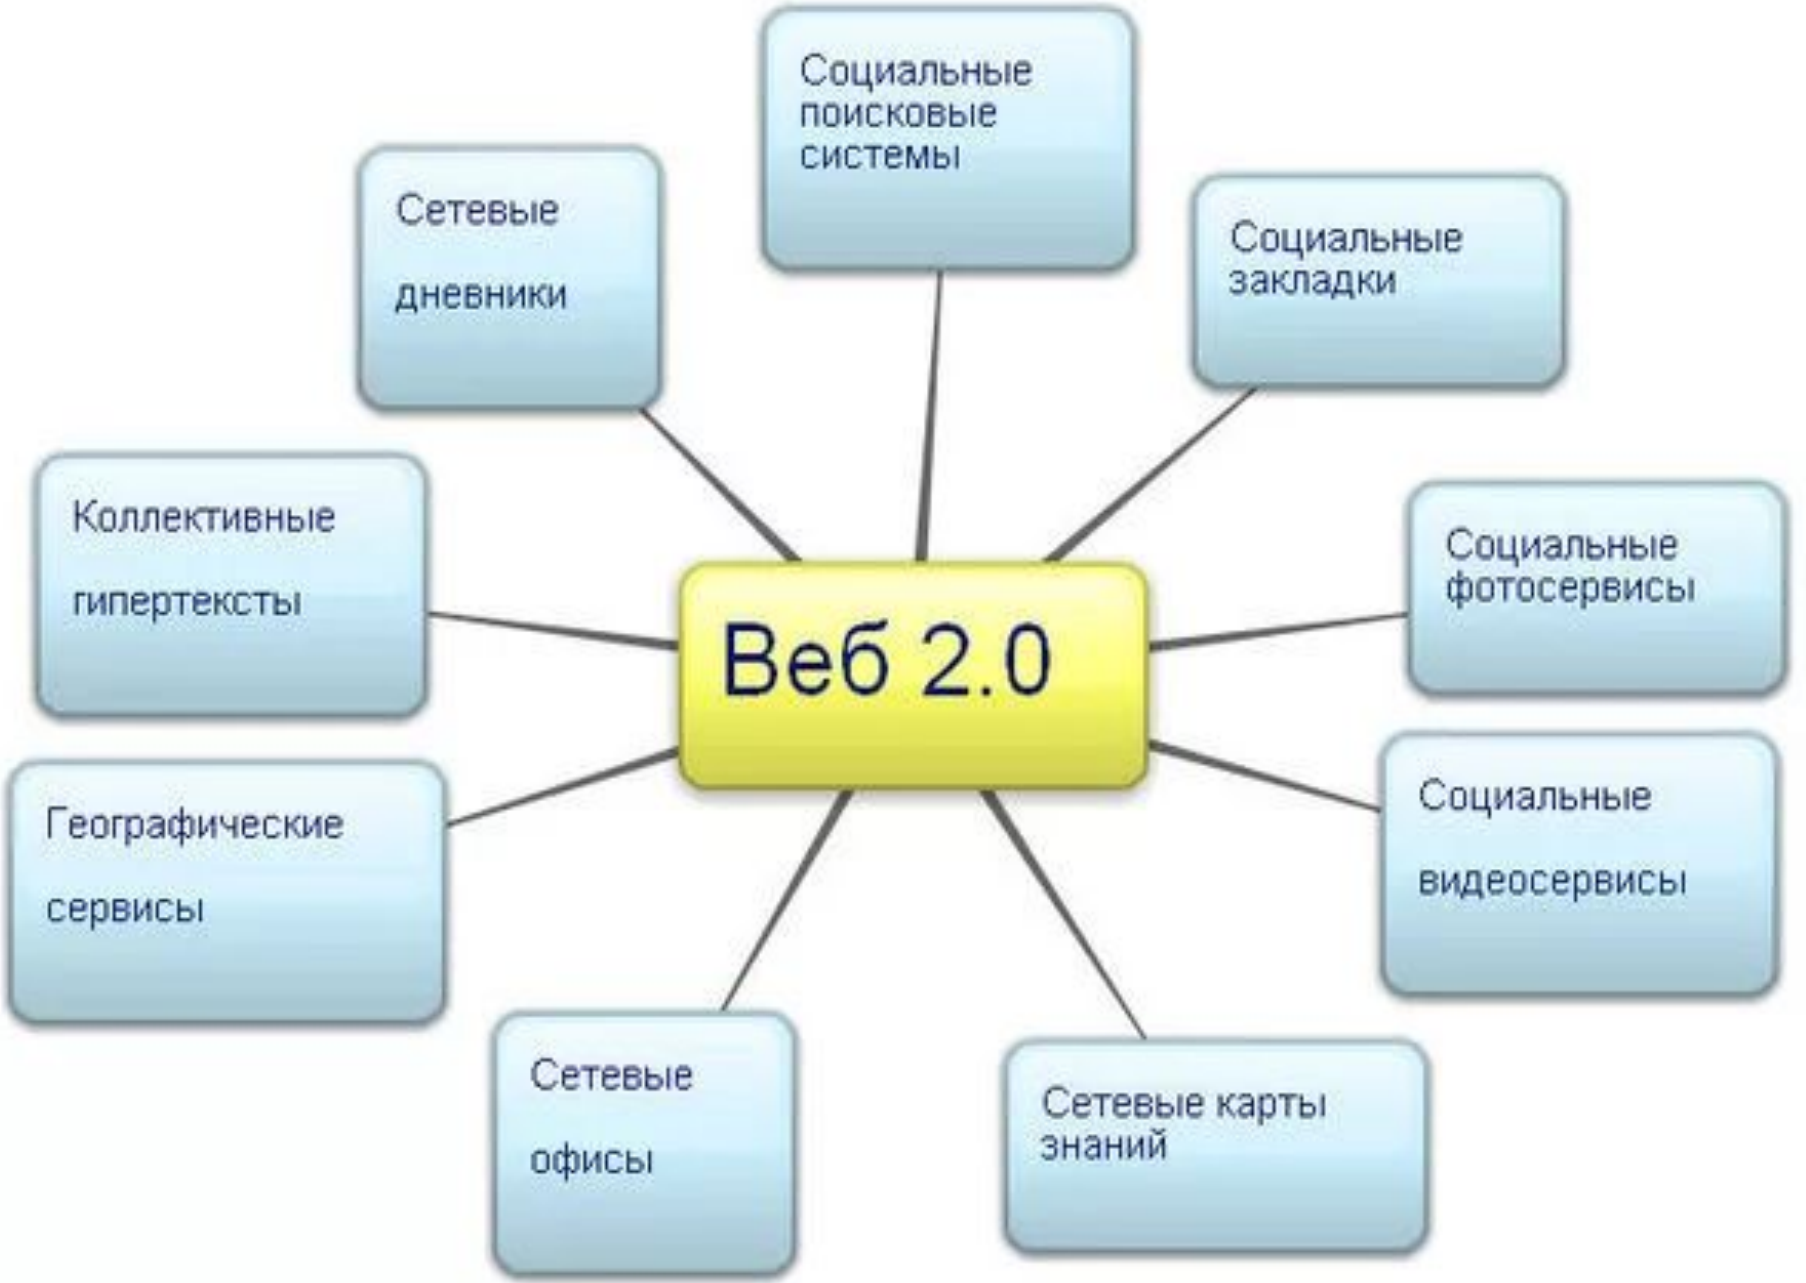 Социальные
поисковые
системы
Сетевые
дневники
Социальные
закладки
Коллективные
гипертексты
Социальные
фотосервисы
Веб 2.0
Географические
сервисы
Социальные
видеосервисы
Сетевые
офисы
Сетевые карты
знаний